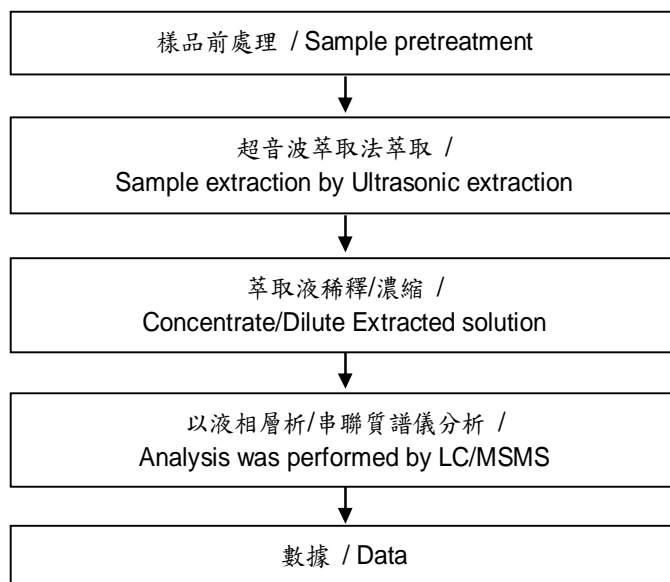 樣品前處理 / Sample pretreatment
超音波萃取法萃取 /
Sample extraction by Ultrasonic extraction
萃取液稀釋/濃縮 /
Concentrate/Dilute Extracted solution
以液相層析/串聯質譜儀分析 /
Analysis was performed by LC/MSMS
數據 / Data